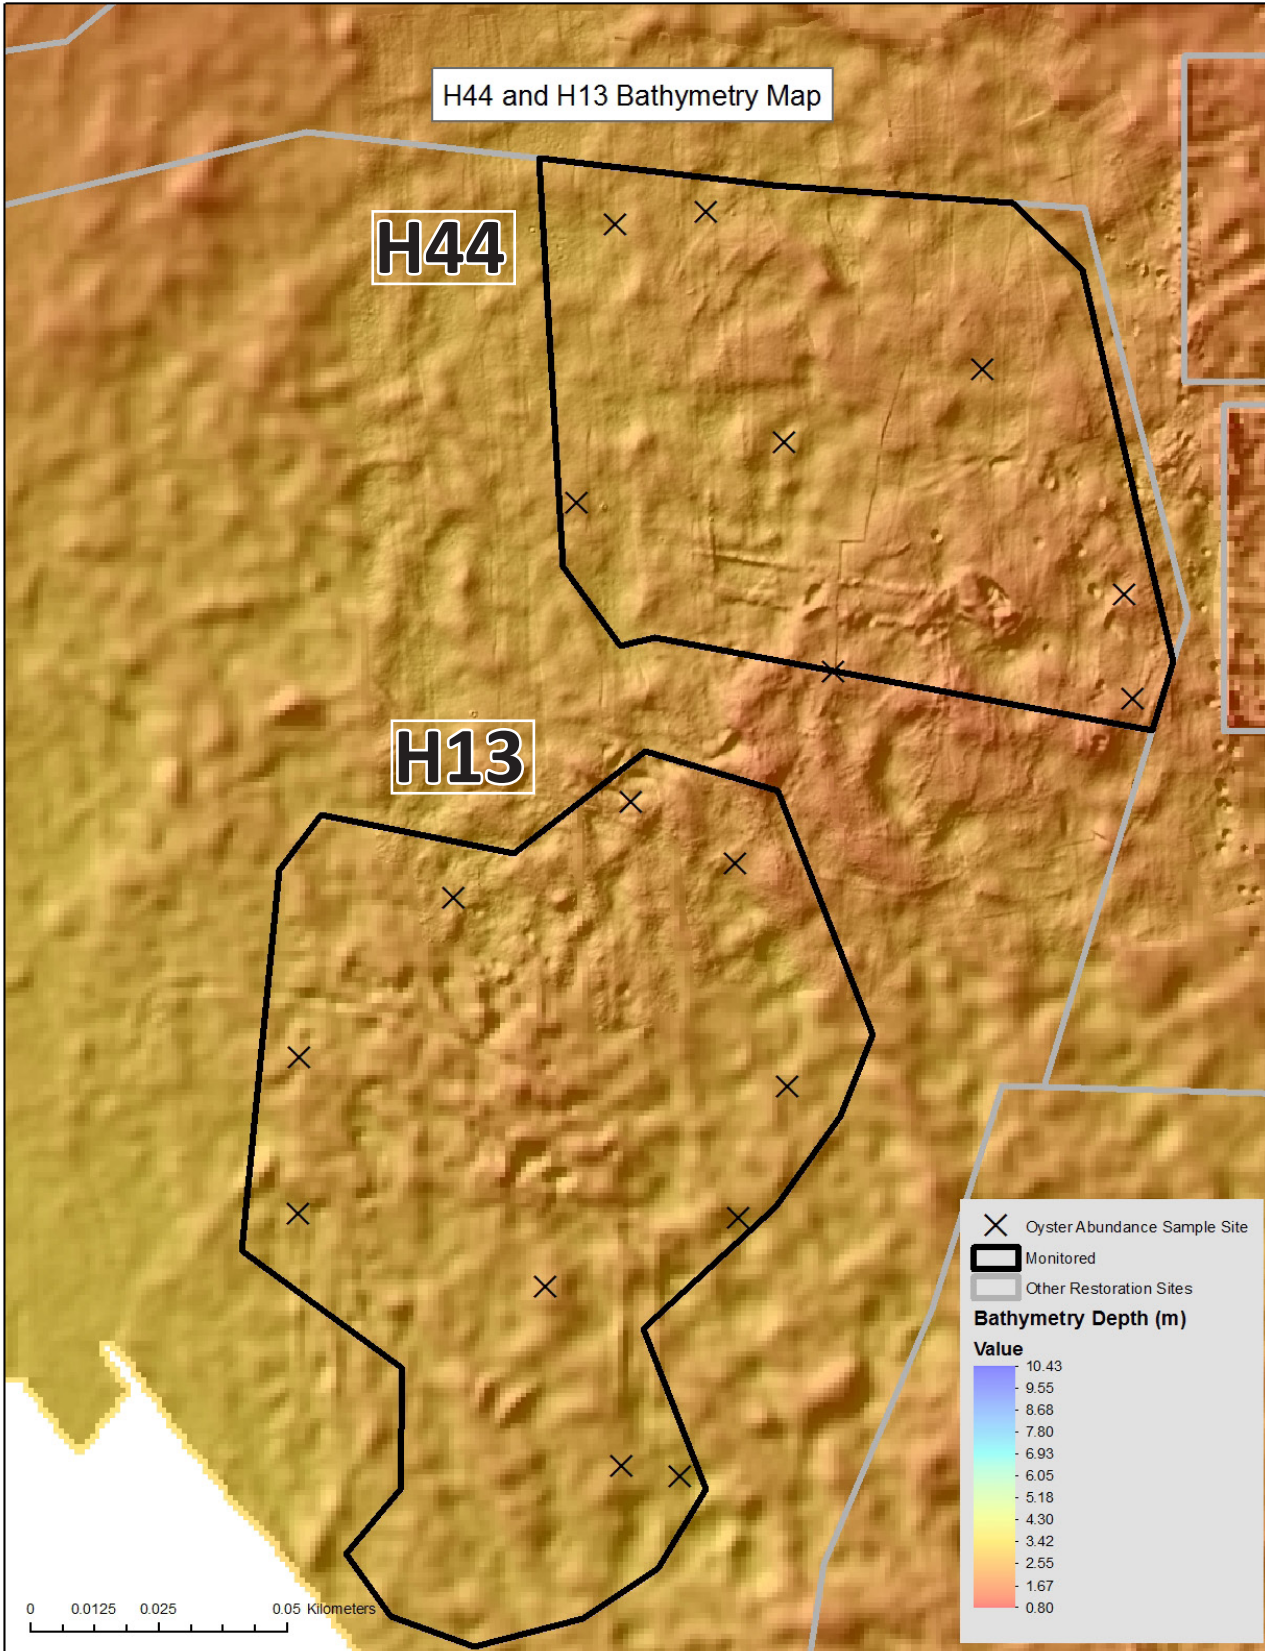 H44 and H13 Bathymetry Map
H44
H13
Oyster Abundance Sample Site
Monitored
Other Restoration Sites
Bathymetry Depth (m)
Value
10.43
9.55
8.68
7.80
6.93
6.05
5.18
4.30
3.42
2.55
1.67
0.80
0 0.0125 0.025 0.05 Kilometers